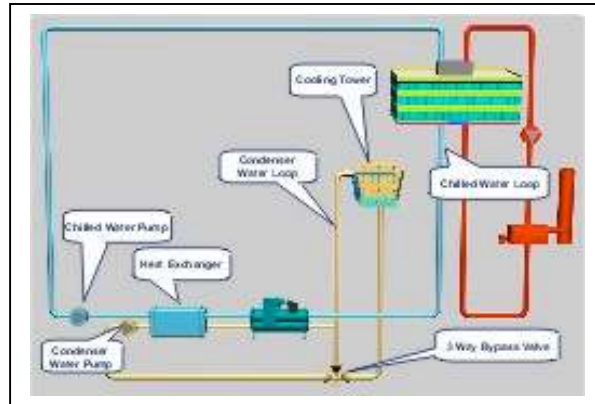 Cooling Tower
Condenser
Water Loop
Chilled Water Loop
Chilled Water Pump
Heat Exchanger
Condenser
Water Pump
3 Way Bypass Valve